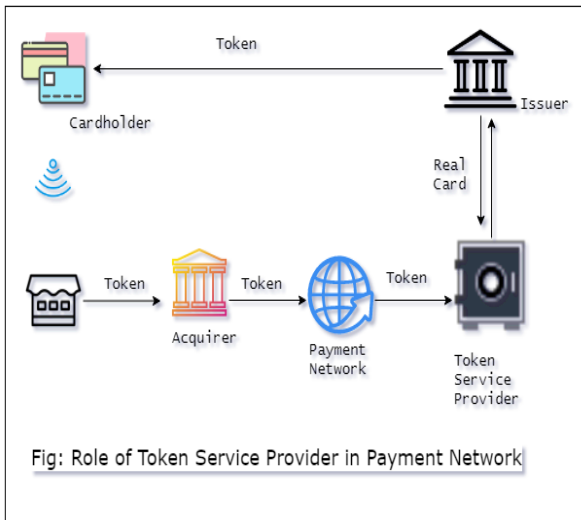 Token
Cardholder
Issuer
Real
Card
Token
Token
Token
Acquirer
Payment
Network
Token
Service
Provider
Fig: Role of Token Service Provider in Payment Network